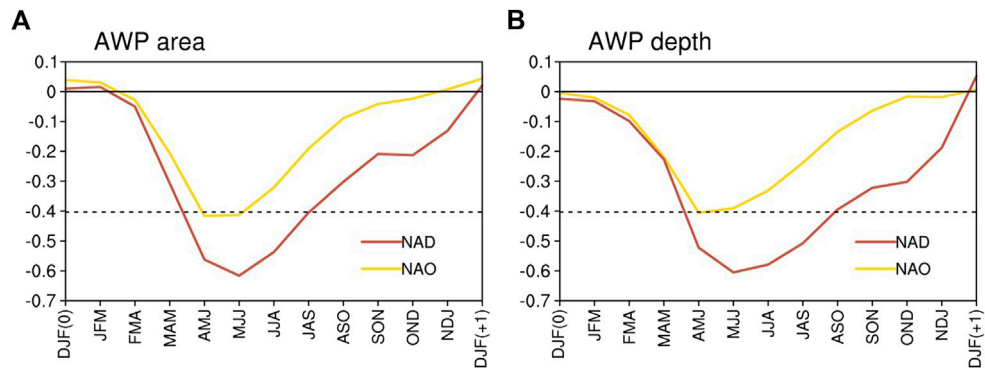 A
AWP area
0.1
0
-0.1
-0.2
-0.3
-0.4
-0.5
-0.6
-0.7
NAD
NAO
DJF(0)
JFM
FMA
MAM
AMJ
MJJ
JJA
JAS
ASO
SON
OND
NDJ
DJF(+1)
B
AWP depth
0.1
0
-0.1
-0.2
-0.3
-0.4
-0.5
-0.6
-0.7
NAD
NAO
DJF(0)
JFM
FMA
MAM
AMJ
MJJ
JJA
JAS
ASO
SON
OND
NDJ
DJF(+1)